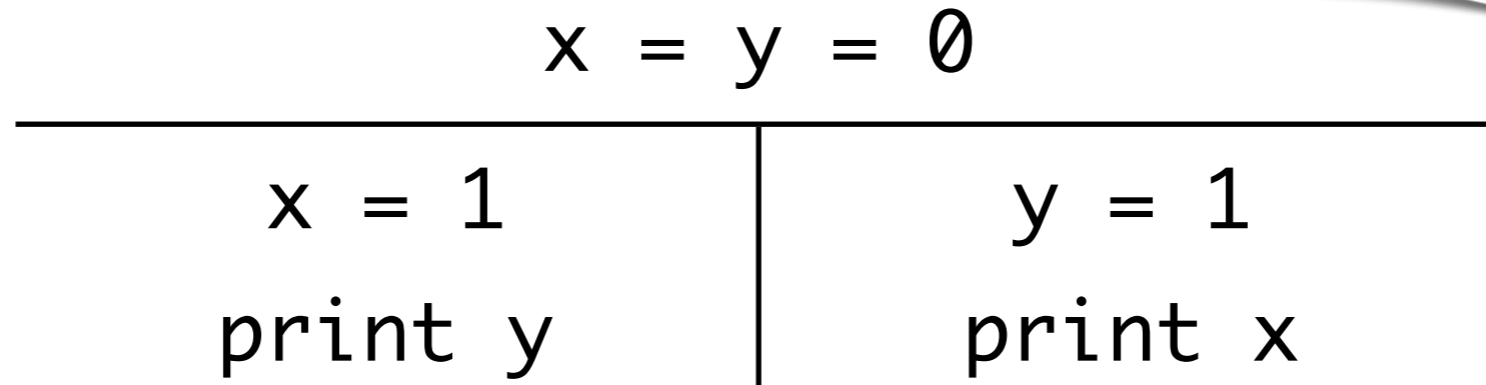 x = y = 0
x = 1
y = 1
print y
print x